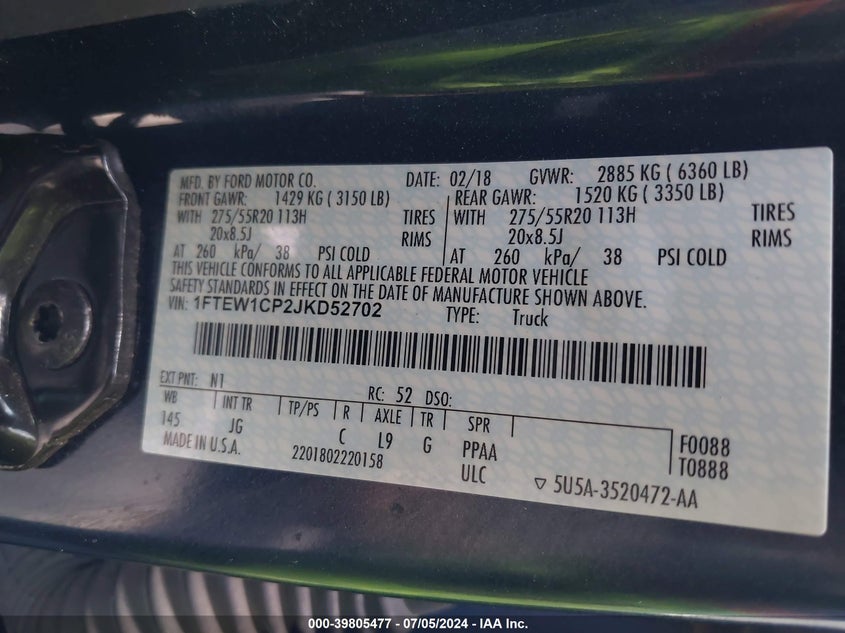 MFD. BY FORD MOTOR CO. DATE: 02/18 GVWR: 2885 KG ( 6360 LB)
FRONT GAWR: 1429 KG ( 3150 LB) REAR GAWR: 1520 KG ( 3350 LB)
WITH 275/55R20 113H TIRES WITH 275/55R20 113H TIRES
20x8.5J RIMS 20x8.5J RIMS
AT 260 kPa/ 38 PSI COLD AT 260 kPa/ 38 PSI COLD
THIS VEHICLE CONFORMS TO ALL APPLICABLE FEDERAL MOTOR VEHICLE
SAFETY STANDARDS IN EFFECT ON THE DATE OF MANUFACTURE SHOWN ABOVE.
VIN: 1FTEW1CP2JKD52702 TYPE: Truck
EXT PNT: N1 RC: 52 DSO:
WB INT TR TP/PS R AXLE TR SPR
145 JG C L9 G PPAA F0088
MADE IN U.S.A. 2201802220158 ULC T0888
▽ 5U5A-3520472-AA
000-39805477 - 07/05/2024 - IAAI.COM